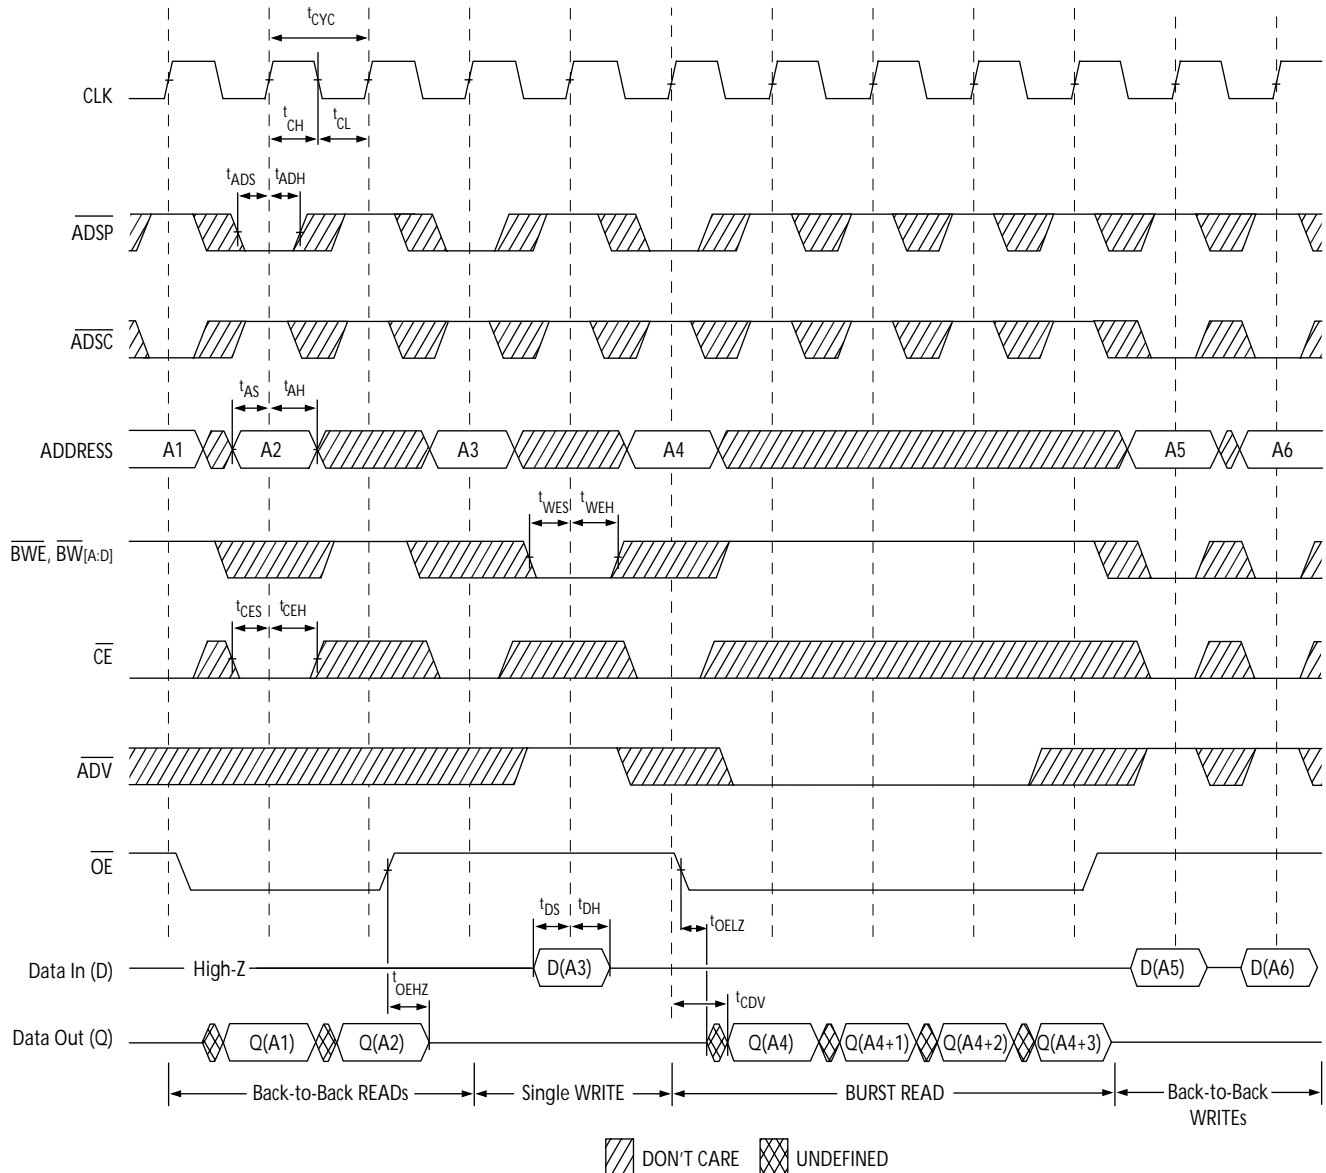 tCYC
CLK
tCH
tCL
tADS
tADH
ADSP
ADSC
tAS
tAH
ADDRESS
A1
A2
A3
A4
A5
A6
tWES
tWEH
BWE, BW[A:D]
tCES
tCEH
CE
ADV
OE
tDS
tDH
tOELZ
Data In (D)
High-Z
D(A3)
D(A5)
D(A6)
tOEHZ
tCDV
Data Out (Q)
Q(A1)
Q(A2)
Q(A4)
Q(A4+1)
Q(A4+2)
Q(A4+3)
Back-to-Back READs
Single WRITE
BURST READ
Back-to-Back
WRITEs
DON'T CARE
UNDEFINED